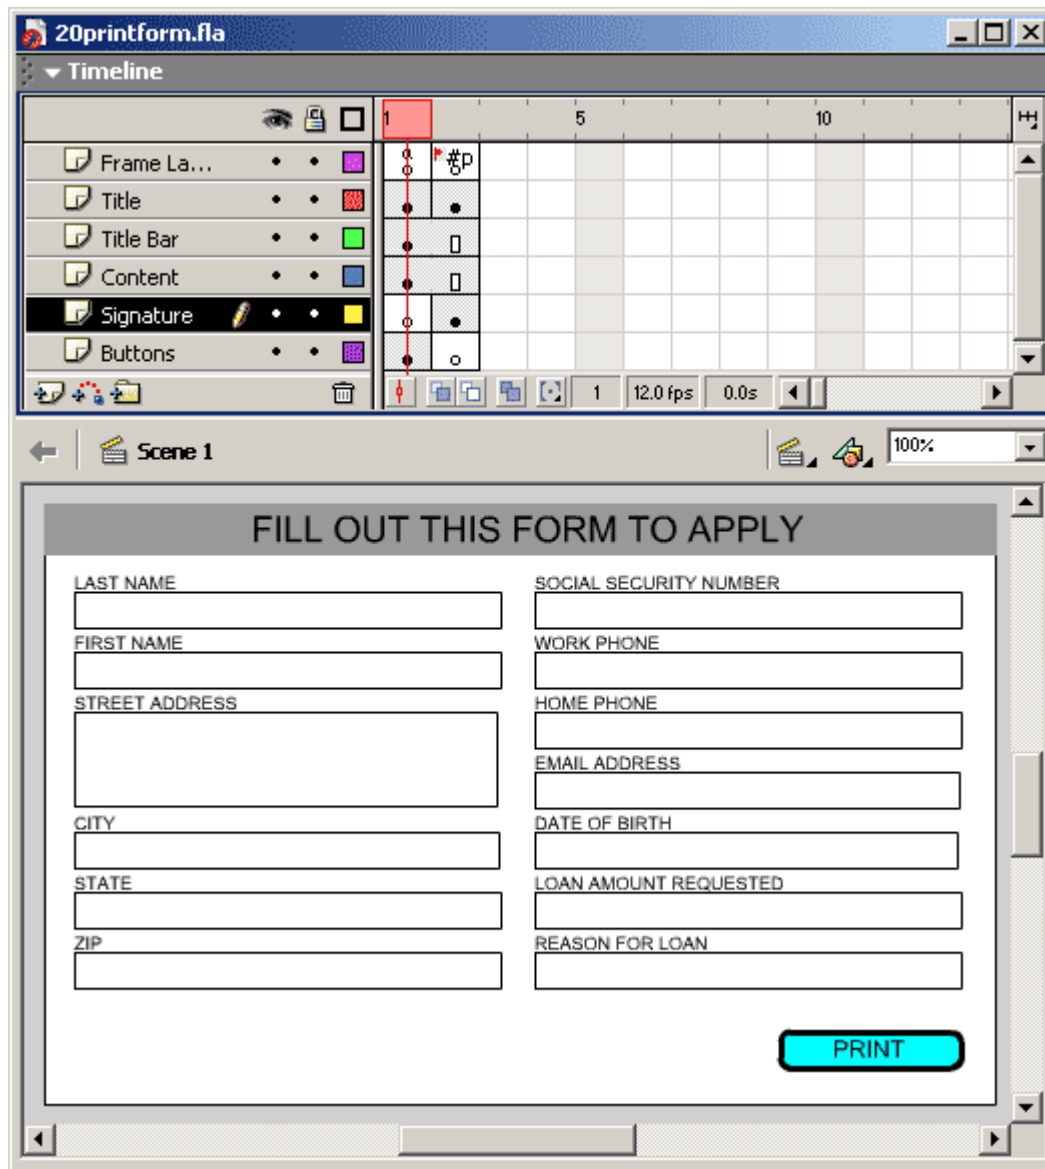 20printform.fla
Timeline
1 5 10
Frame La...
#p
Title
Title Bar
Content
Signature
Buttons
1 12.0 fps 0.0s
Scene 1
100%
FILL OUT THIS FORM TO APPLY
LAST NAME
SOCIAL SECURITY NUMBER
FIRST NAME
WORK PHONE
STREET ADDRESS
HOME PHONE
EMAIL ADDRESS
CITY
DATE OF BIRTH
STATE
LOAN AMOUNT REQUESTED
ZIP
REASON FOR LOAN
PRINT